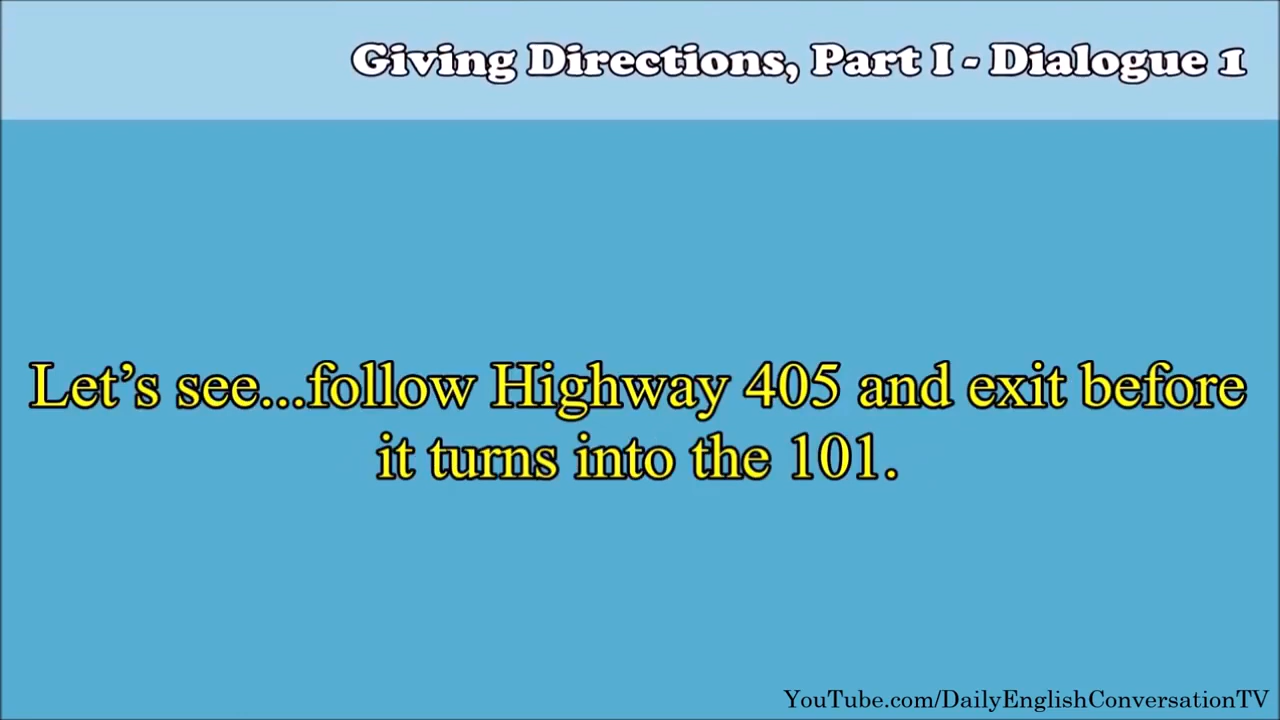 Giving Directions, Part I - Dialogue 1
Let’s see...follow Highway 405 and exit before
it turns into the 101.
YouTube.com/DailyEnglishConversationTV